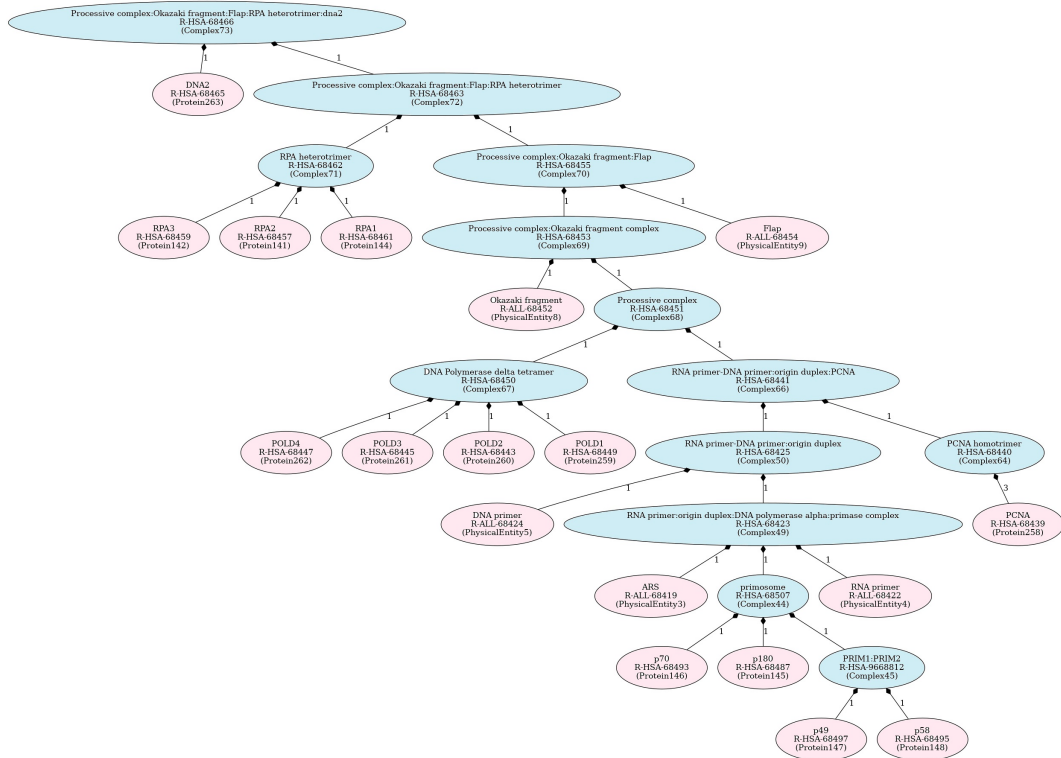 Processive complex:Okazaki fragment:Flap:RPA heterotrimer:dna2
R-HSA-68466
(Complex73)
1
1
DNA2
R-HSA-68465
(Protein263)
Processive complex:Okazaki fragment:Flap:RPA heterotrimer
R-HSA-68463
(Complex72)
1
1
RPA heterotrimer
R-HSA-68462
(Complex71)
Processive complex:Okazaki fragment:Flap
R-HSA-68455
(Complex70)
1
1
1
1
1
RPA3
R-HSA-68459
(Protein142)
RPA2
R-HSA-68457
(Protein141)
RPA1
R-HSA-68461
(Protein144)
Processive complex:Okazaki fragment complex
R-HSA-68453
(Complex69)
Flap
R-ALL-68454
(PhysicalEntity9)
1
1
Okazaki fragment
R-ALL-68452
(PhysicalEntity8)
Processive complex
R-HSA-68451
(Complex68)
1
1
DNA Polymerase delta tetramer
R-HSA-68450
(Complex67)
RNA primer-DNA primer:origin duplex:PCNA
R-HSA-68441
(Complex66)
1
1
1
1
1
1
POLD4
R-HSA-68447
(Protein262)
POLD3
R-HSA-68445
(Protein261)
POLD2
R-HSA-68443
(Protein260)
POLD1
R-HSA-68449
(Protein259)
RNA primer-DNA primer:origin duplex
R-HSA-68425
(Complex50)
PCNA homotrimer
R-HSA-68440
(Complex64)
1
1
3
DNA primer
R-ALL-68424
(PhysicalEntity5)
RNA primer:origin duplex:DNA polymerase alpha:primase complex
R-HSA-68423
(Complex49)
PCNA
R-HSA-68439
(Protein258)
1
1
1
ARS
R-ALL-68419
(PhysicalEntity3)
primosome
R-HSA-68507
(Complex44)
RNA primer
R-ALL-68422
(PhysicalEntity4)
1
1
1
p70
R-HSA-68493
(Protein146)
p180
R-HSA-68487
(Protein145)
PRIM1:PRIM2
R-HSA-9668812
(Complex45)
1
1
p49
R-HSA-68497
(Protein147)
p58
R-HSA-68495
(Protein148)